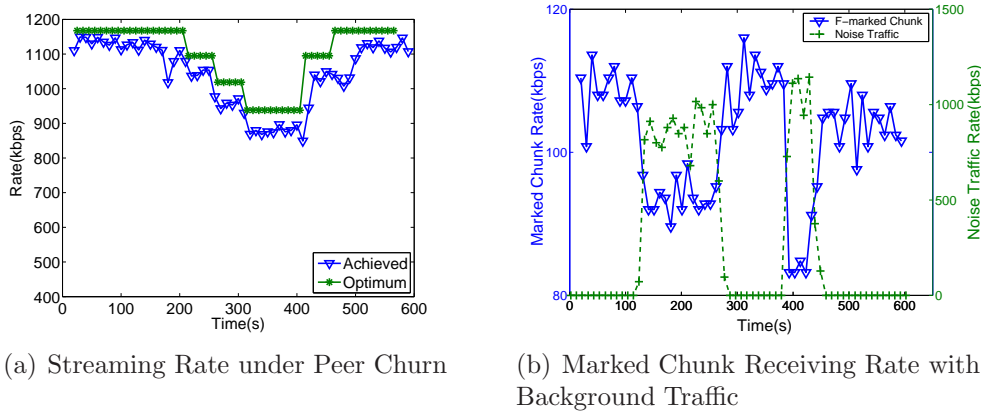 1200
1100
1000
900
800
700
600
500
400
Rate(kbps)
0
100
200
300
400
500
600
Time(s)
Achieved
Optimum
(a) Streaming Rate under Peer Churn
120
100
80
Marked Chunk Rate(kbps)
F-marked Chunk
Noise Traffic
1500
1000
500
0
Noise Traffic Rate(kbps)
0
100
200
300
400
500
600
Time(s)
(b) Marked Chunk Receiving Rate with
Background Traffic